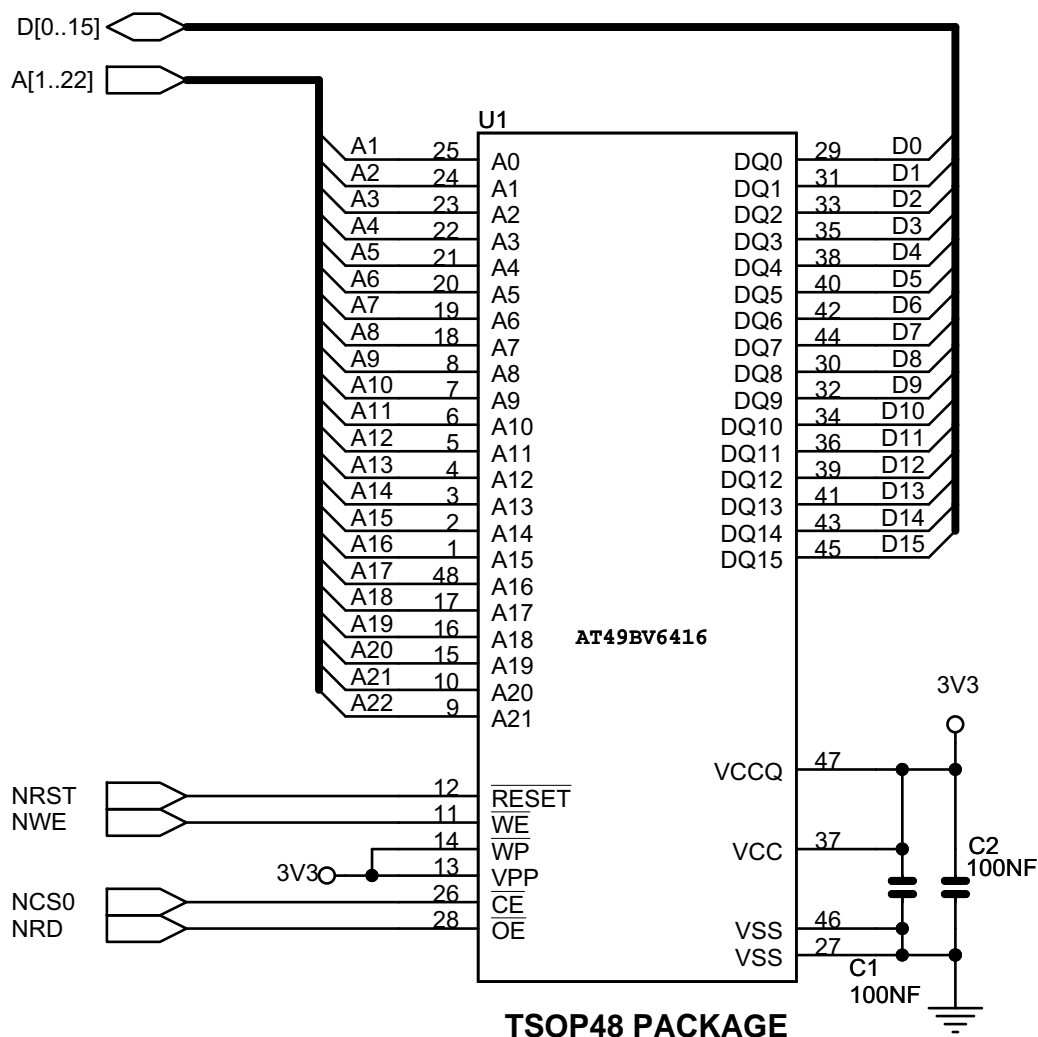 D[0..15]
A[1..22]
U1
A1 25 A0 DQ0 29 D0
A2 24 A1 DQ1 31 D1
A3 23 A2 DQ2 33 D2
A4 22 A3 DQ3 35 D3
A5 21 A4 DQ4 38 D4
A6 20 A5 DQ5 40 D5
A7 19 A6 DQ6 42 D6
A8 18 A7 DQ7 44 D7
A9 8 A8 DQ8 30 D8
A10 7 A9 DQ9 32 D9
A11 6 A10 DQ10 34 D10
A12 5 A11 DQ11 36 D11
A13 4 A12 DQ12 39 D12
A14 3 A13 DQ13 41 D13
A15 2 A14 DQ14 43 D14
A16 1 A15 DQ15 45 D15
A17 48 A16
A18 17 A17
A19 16 A18
A20 15 A19
A21 10 A20
A22 9 A21
AT49BV6416
3V3
VCCQ 47
NRST 12 RESET
NWE 11 WE
14 WP VCC 37
3V3 13 VPP
C2
100NF
NCS0 26 CE
NRD 28 OE
VSS 46
VSS 27
C1
100NF
TSOP48 PACKAGE